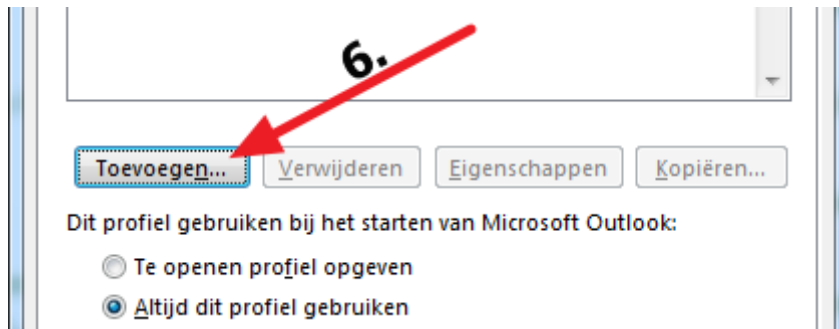 6.
Toevoegen... Verwijderen Eigenschappen Kopiëren...
Dit profiel gebruiken bij het starten van Microsoft Outlook:
Te openen profiel opgeven
Altijd dit profiel gebruiken